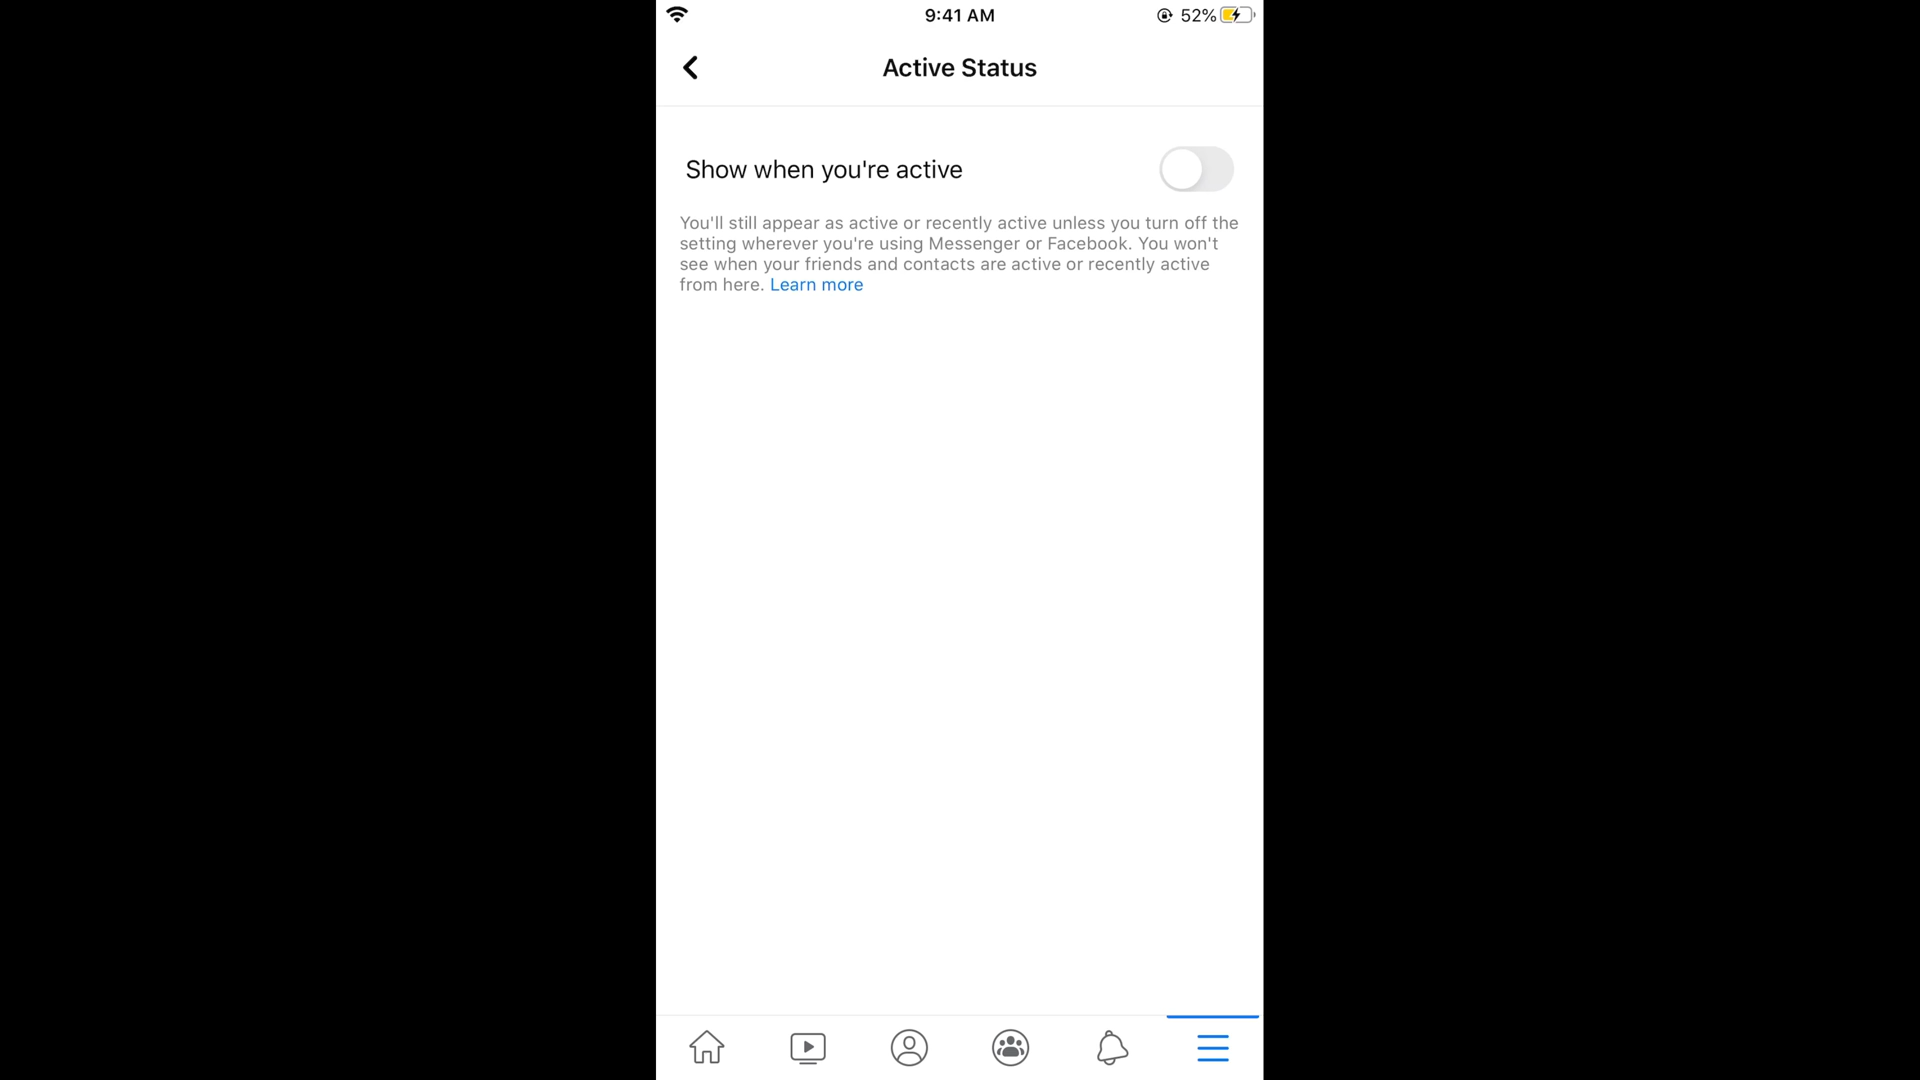 9:41 AM
52%
Active Status
Show when you're active
You'll still appear as active or recently active unless you turn off the
setting wherever you're using Messenger or Facebook. You won't
see when your friends and contacts are active or recently active
from here. Learn more